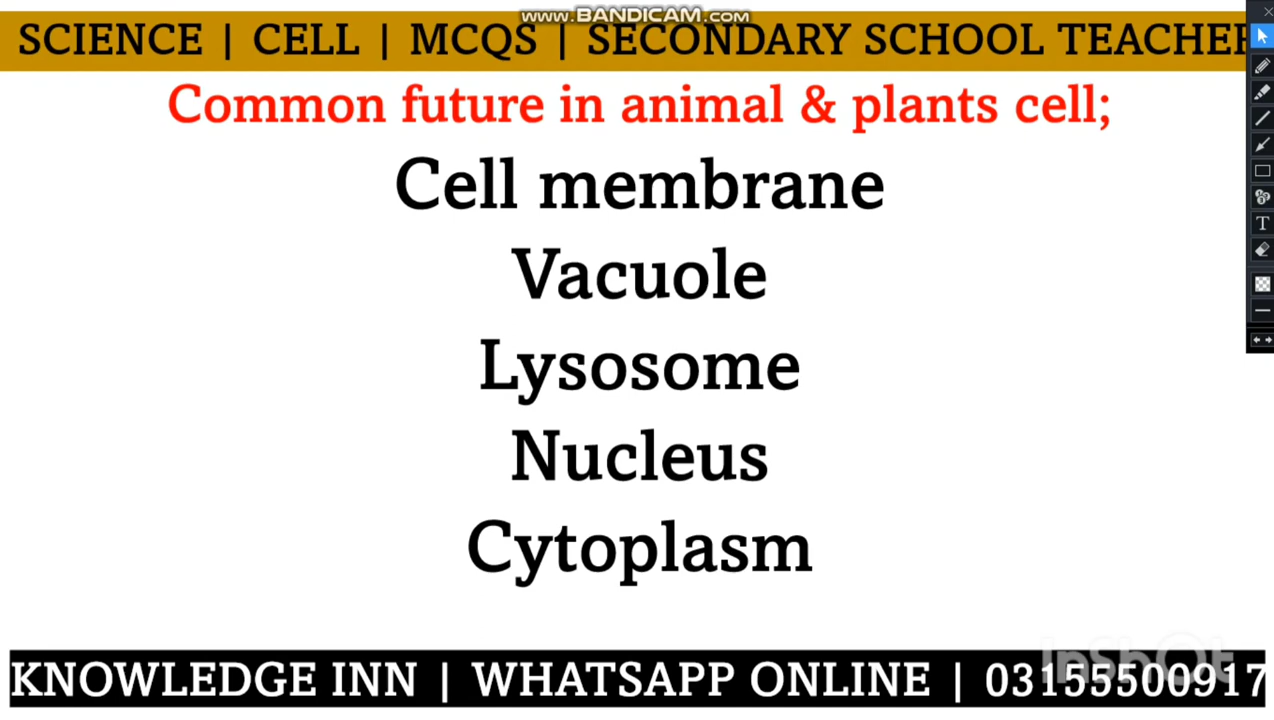 www.BANDICAM.com
SCIENCE | CELL | MCQS | SECONDARY SCHOOL TEACHER
Common future in animal & plants cell;
Cell membrane
Vacuole
Lysosome
Nucleus
Cytoplasm
InShOt
KNOWLEDGE INN | WHATSAPP ONLINE | 03155500917